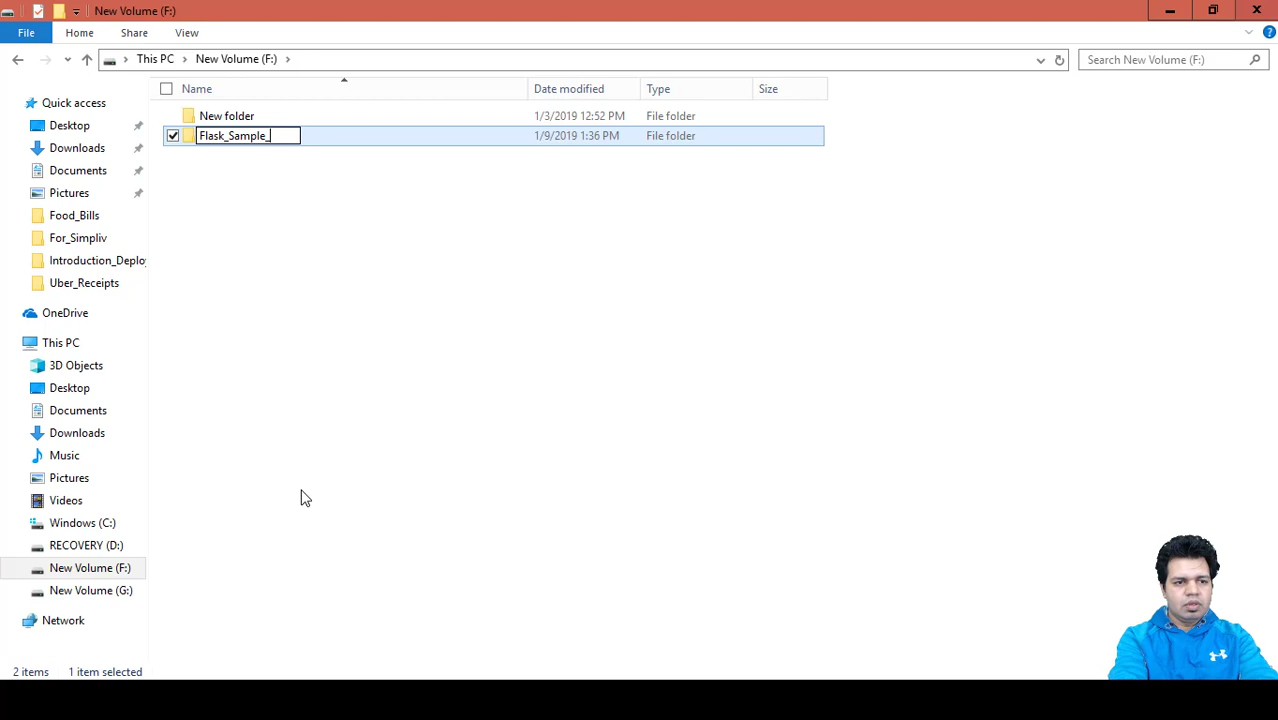 New Volume (F:)
File Home Share View
This PC New Volume (F:) Search New Volume (F:)
Name Date modified Type Size
New folder 1/3/2019 12:52 PM File folder
Flask_Sample_ 1/9/2019 1:36 PM File folder
Quick access
Desktop
Downloads
Documents
Pictures
Food_Bills
For_Simpliv
Introduction_Deplo
Uber_Receipts
OneDrive
This PC
3D Objects
Desktop
Documents
Downloads
Music
Pictures
Videos
Windows (C:)
RECOVERY (D:)
New Volume (F:)
New Volume (G:)
Network
2 items 1 item selected